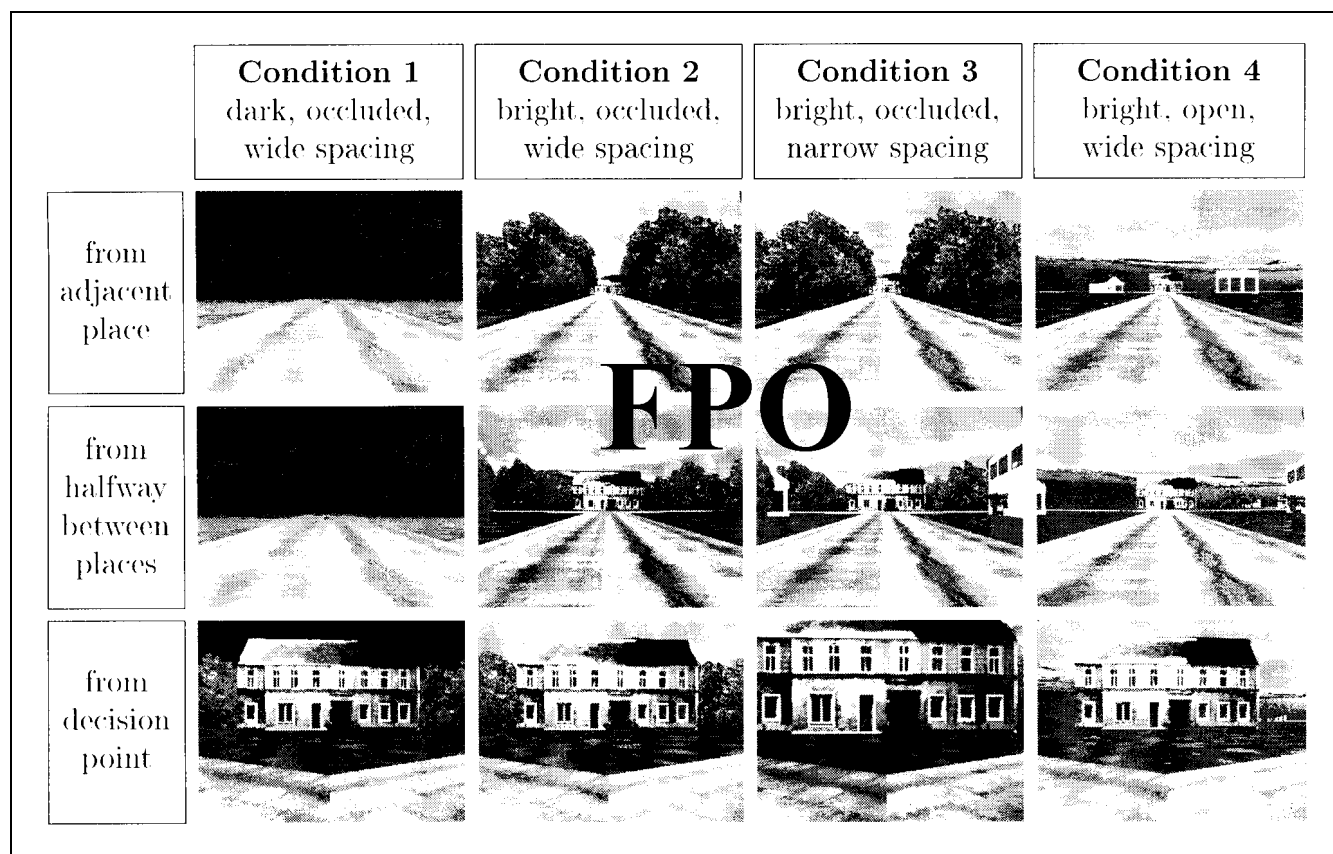 Condition 1
dark, occluded,
wide spacing
Condition 2
bright, occluded,
wide spacing
Condition 3
bright, occluded,
narrow spacing
Condition 4
bright, open,
wide spacing
from
adjacent
place
FPO
from
halfway
between
places
from
decision
point